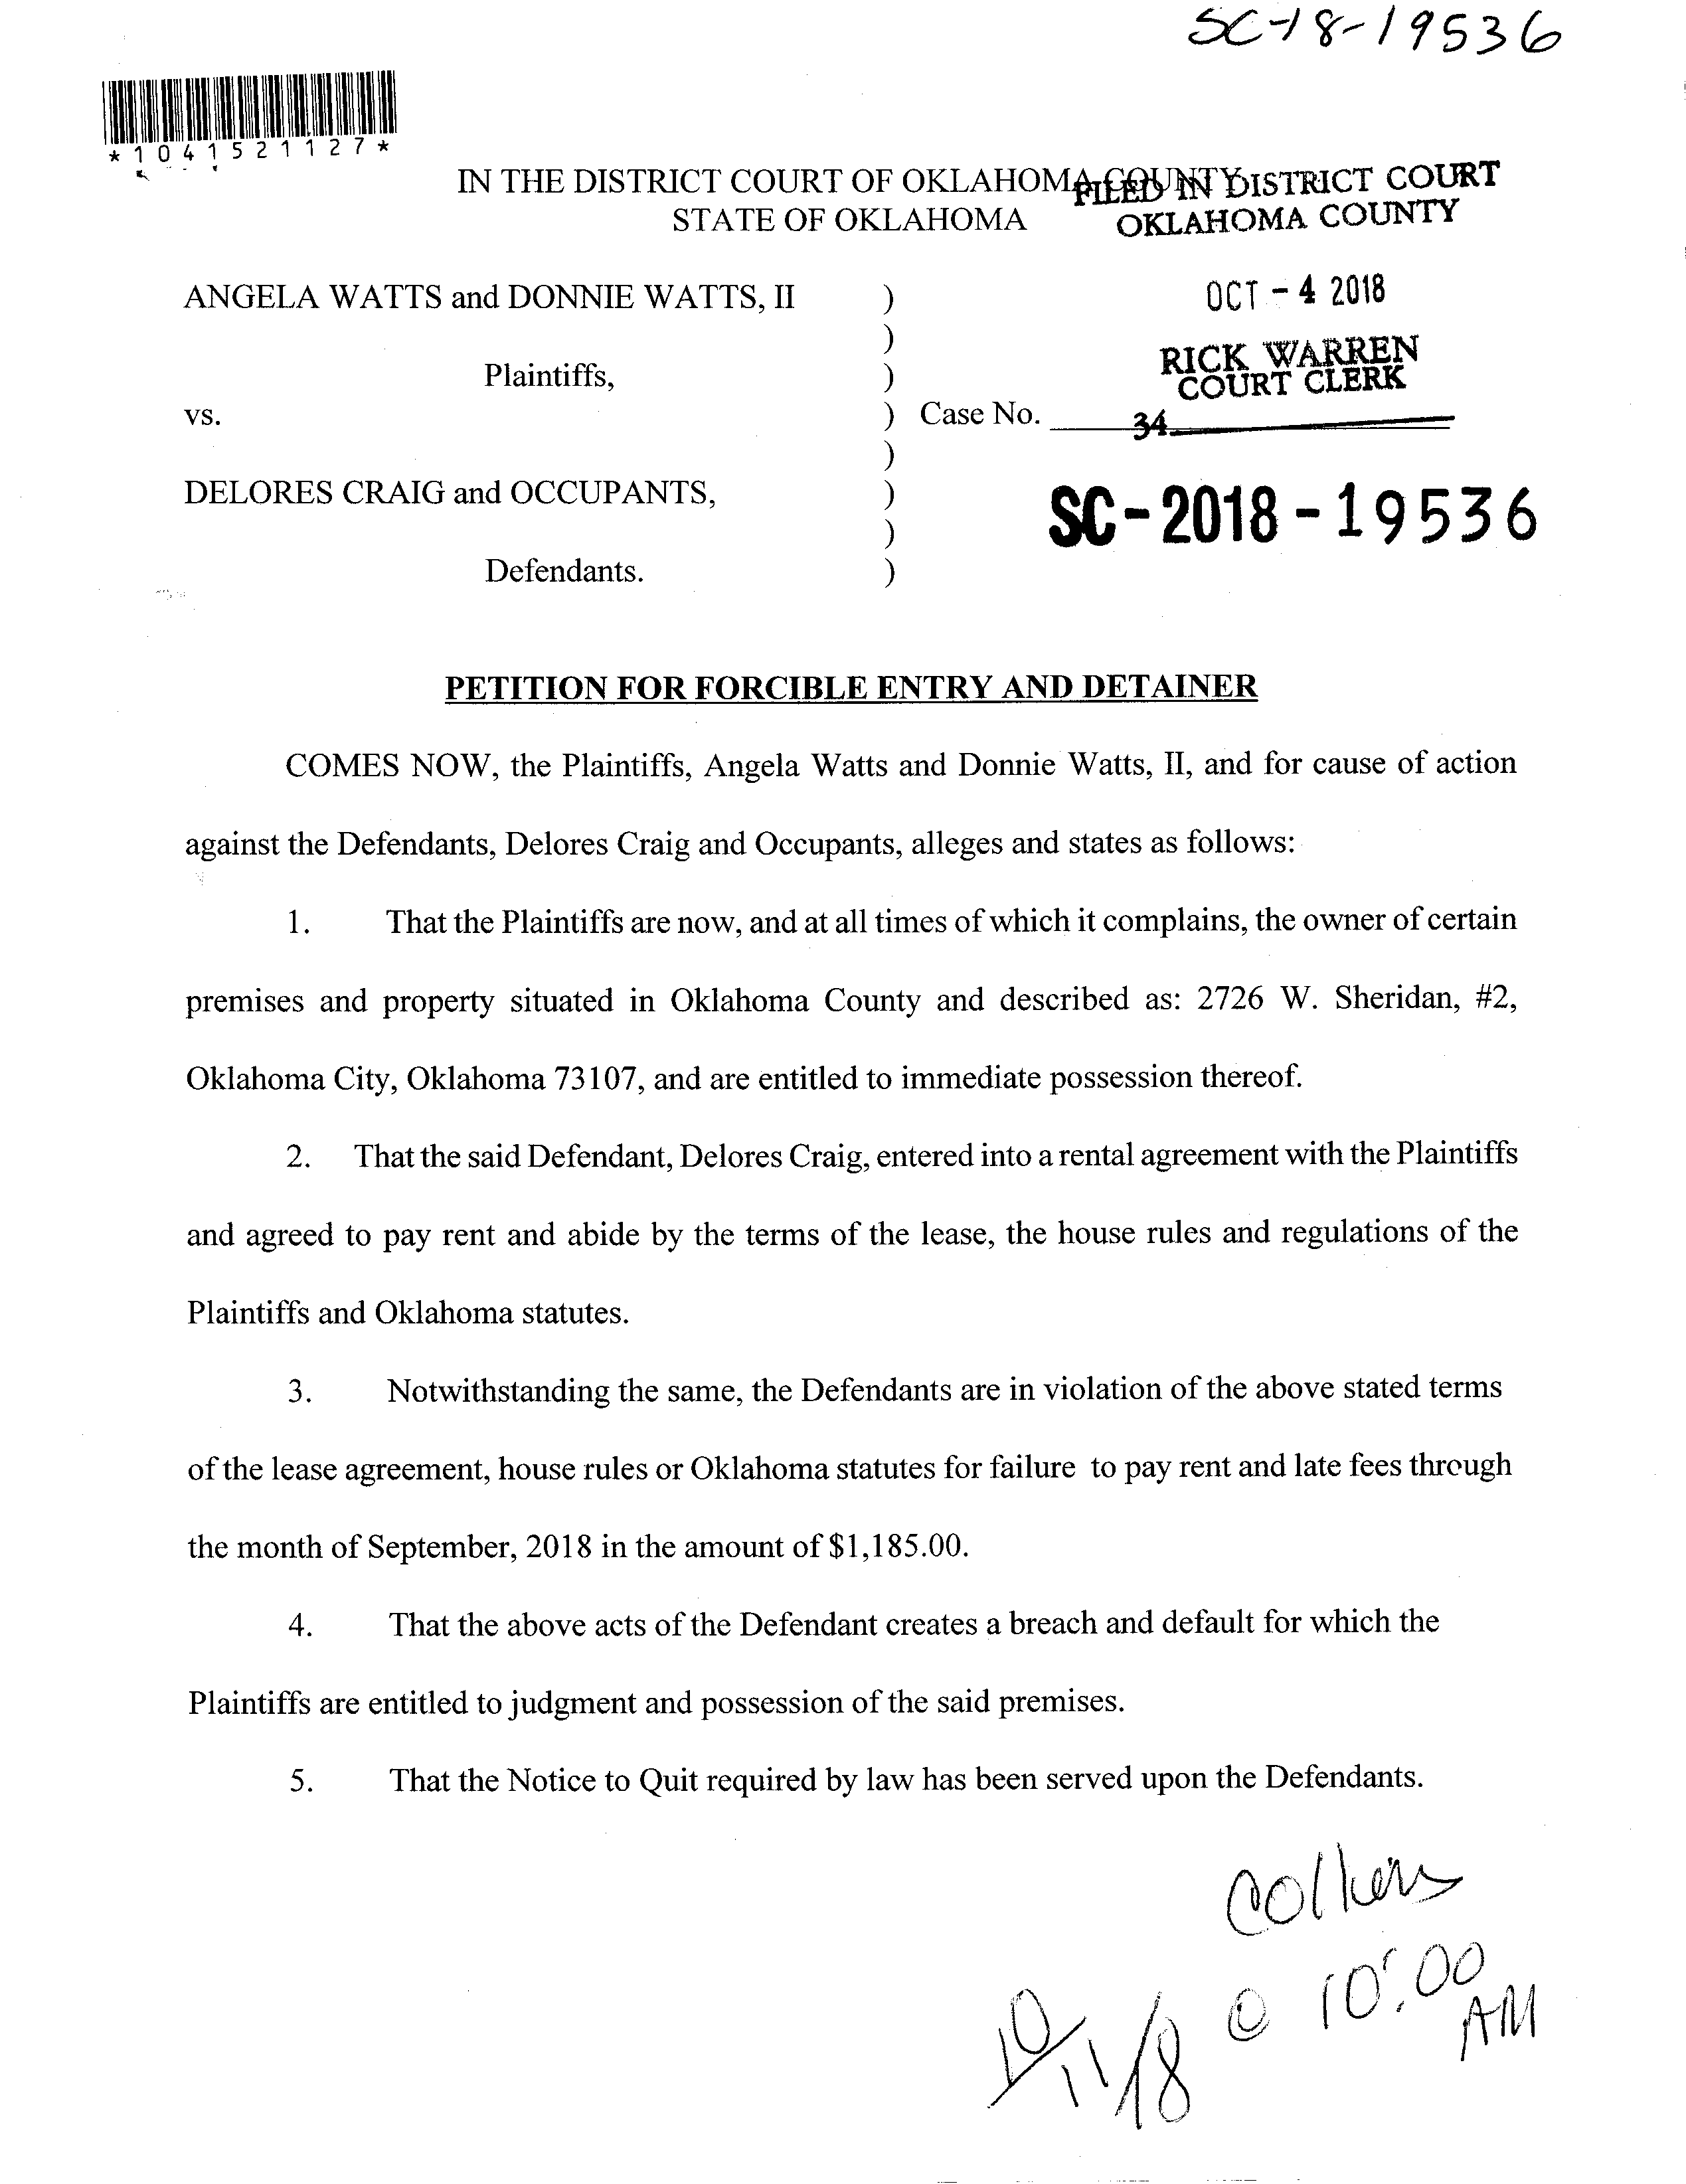 SC-18-19536
*1041521127*
IN THE DISTRICT COURT OF OKLAHOMA COUNTY
STATE OF OKLAHOMA
FILED IN DISTRICT COURT
OKLAHOMA COUNTY
OCT - 4 2018
RICK WARREN
COURT CLERK
34
ANGELA WATTS and DONNIE WATTS, II )
)
Plaintiffs, )
vs. ) Case No.
)
DELORES CRAIG and OCCUPANTS, )
)
Defendants. )
SC-2018-19536
PETITION FOR FORCIBLE ENTRY AND DETAINER
COMES NOW, the Plaintiffs, Angela Watts and Donnie Watts, II, and for cause of action
against the Defendants, Delores Craig and Occupants, alleges and states as follows:
1. That the Plaintiffs are now, and at all times of which it complains, the owner of certain
premises and property situated in Oklahoma County and described as: 2726 W. Sheridan, #2,
Oklahoma City, Oklahoma 73107, and are entitled to immediate possession thereof.
2. That the said Defendant, Delores Craig, entered into a rental agreement with the Plaintiffs
and agreed to pay rent and abide by the terms of the lease, the house rules and regulations of the
Plaintiffs and Oklahoma statutes.
3. Notwithstanding the same, the Defendants are in violation of the above stated terms
of the lease agreement, house rules or Oklahoma statutes for failure to pay rent and late fees through
the month of September, 2018 in the amount of $1,185.00.
4. That the above acts of the Defendant creates a breach and default for which the
Plaintiffs are entitled to judgment and possession of the said premises.
5. That the Notice to Quit required by law has been served upon the Defendants.
10/11/18 @ 10:00
AM